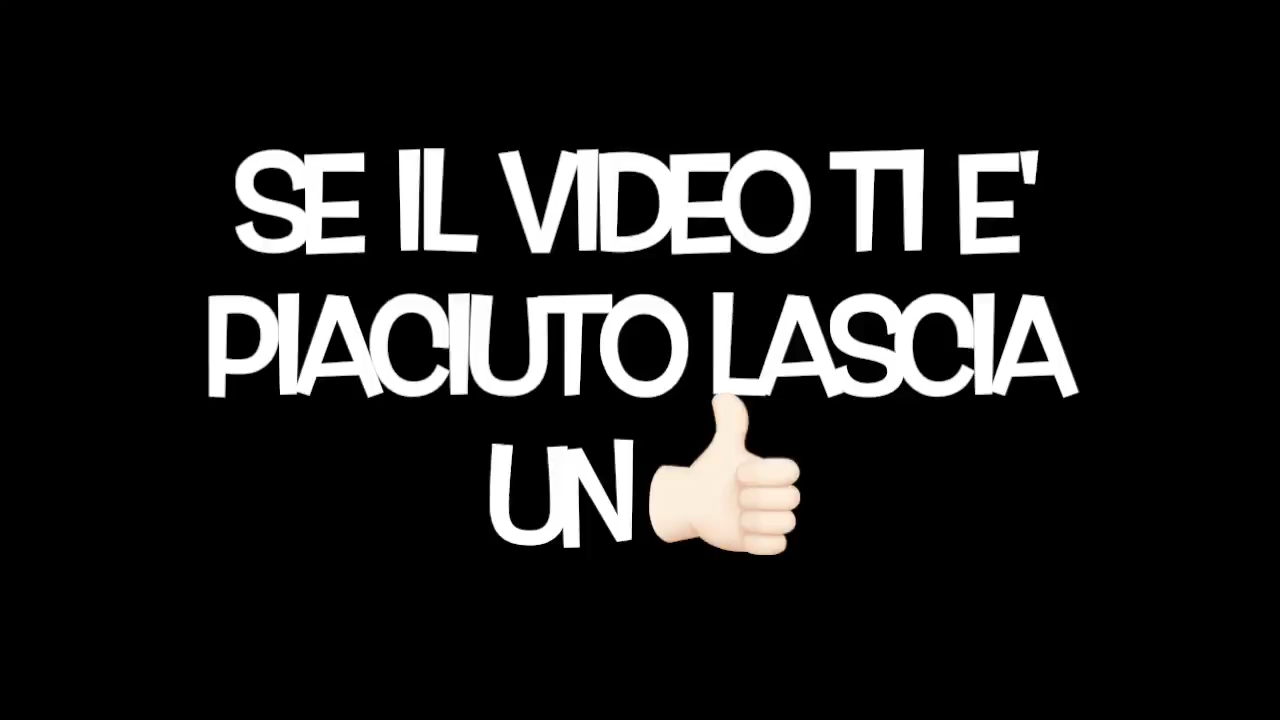 SE IL VIDEO TI E'
PIACIUTO LASCIA
UN 👍🏻